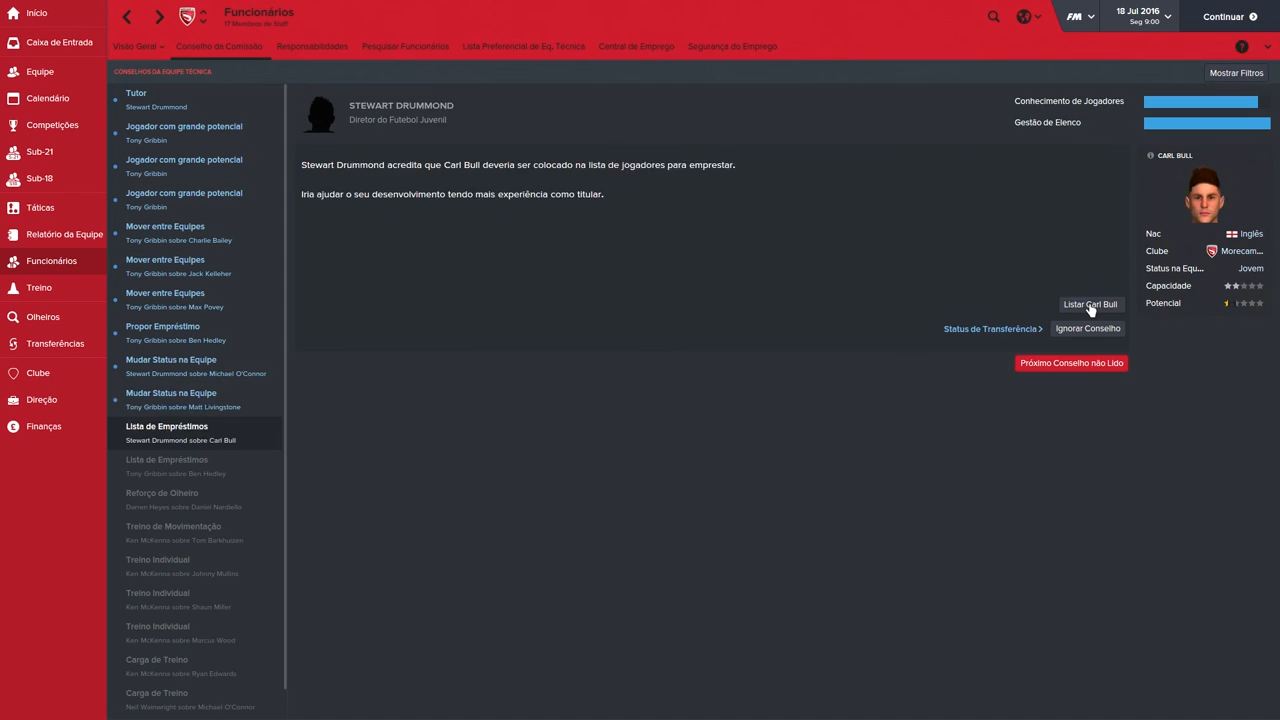 Início
Caixa de Entrada
Equipe
Calendário
Competições
Sub-21
Sub-18
Táticas
Relatório da Equipe
Funcionários
Treino
Olheiros
Transferências
Clube
Direção
Finanças
Funcionários
17 Membros de Staff
FM
18 Jul 2016
Seg 9:00
Continuar
Visão Geral
Conselho da Comissão
Responsabilidades
Pesquisar Funcionários
Lista Preferencial de Eq. Técnica
Central de Emprego
Segurança do Emprego
CONSELHOS DA EQUIPE TÉCNICA
Mostrar Filtros
Tutor
Stewart Drummond
Jogador com grande potencial
Tony Gribbin
Jogador com grande potencial
Tony Gribbin
Jogador com grande potencial
Tony Gribbin
Mover entre Equipes
Tony Gribbin sobre Charlie Bailey
Mover entre Equipes
Tony Gribbin sobre Jack Kelleher
Mover entre Equipes
Tony Gribbin sobre Max Povey
Propor Empréstimo
Tony Gribbin sobre Ben Hedley
Mudar Status na Equipe
Stewart Drummond sobre Michael O'Connor
Mudar Status na Equipe
Tony Gribbin sobre Matt Livingstone
Lista de Empréstimos
Stewart Drummond sobre Carl Bull
Lista de Empréstimos
Tony Gribbin sobre Ben Hedley
Reforço de Olheiro
Darren Heyes sobre Daniel Nardiello
Treino de Movimentação
Ken McKenna sobre Tom Barkhuizen
Treino Individual
Ken McKenna sobre Johnny Mullins
Treino Individual
Ken McKenna sobre Shaun Miller
Treino Individual
Ken McKenna sobre Marcus Wood
Carga de Treino
Ken McKenna sobre Ryan Edwards
Carga de Treino
Neil Wainwright sobre Michael O'Connor
STEWART DRUMMOND
Diretor do Futebol Juvenil
Conhecimento de Jogadores
Gestão de Elenco
Stewart Drummond acredita que Carl Bull deveria ser colocado na lista de jogadores para emprestar.
Iria ajudar o seu desenvolvimento tendo mais experiência como titular.
Listar Carl Bull
Status de Transferência
Ignorar Conselho
Próximo Conselho não Lido
CARL BULL
Nac
Inglês
Clube
Morecam...
Status na Equ...
Jovem
Capacidade
Potencial